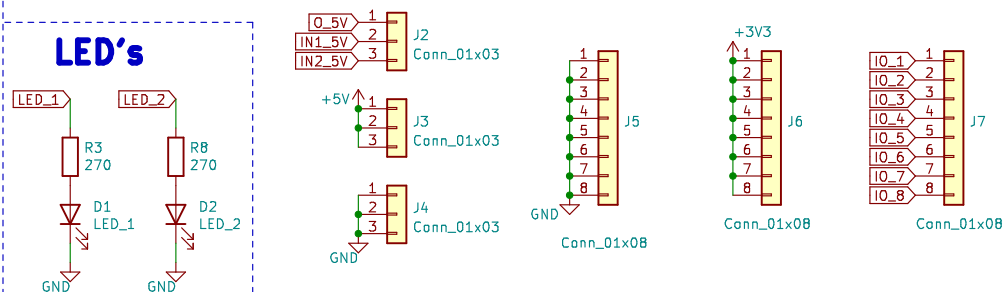 LED's
LED_1
R3
270
D1
LED_1
GND
LED_2
R8
270
D2
LED_2
GND
O_5V
IN1_5V
IN2_5V
1
2
3
J2
Conn_01x03
+5V
1
2
3
J3
Conn_01x03
1
2
3
J4
Conn_01x03
GND
1
2
3
4
5
6
7
8
J5
GND
Conn_01x08
+3V3
1
2
3
4
5
6
7
8
J6
Conn_01x08
IO_1
IO_2
IO_3
IO_4
IO_5
IO_6
IO_7
IO_8
1
2
3
4
5
6
7
8
J7
Conn_01x08